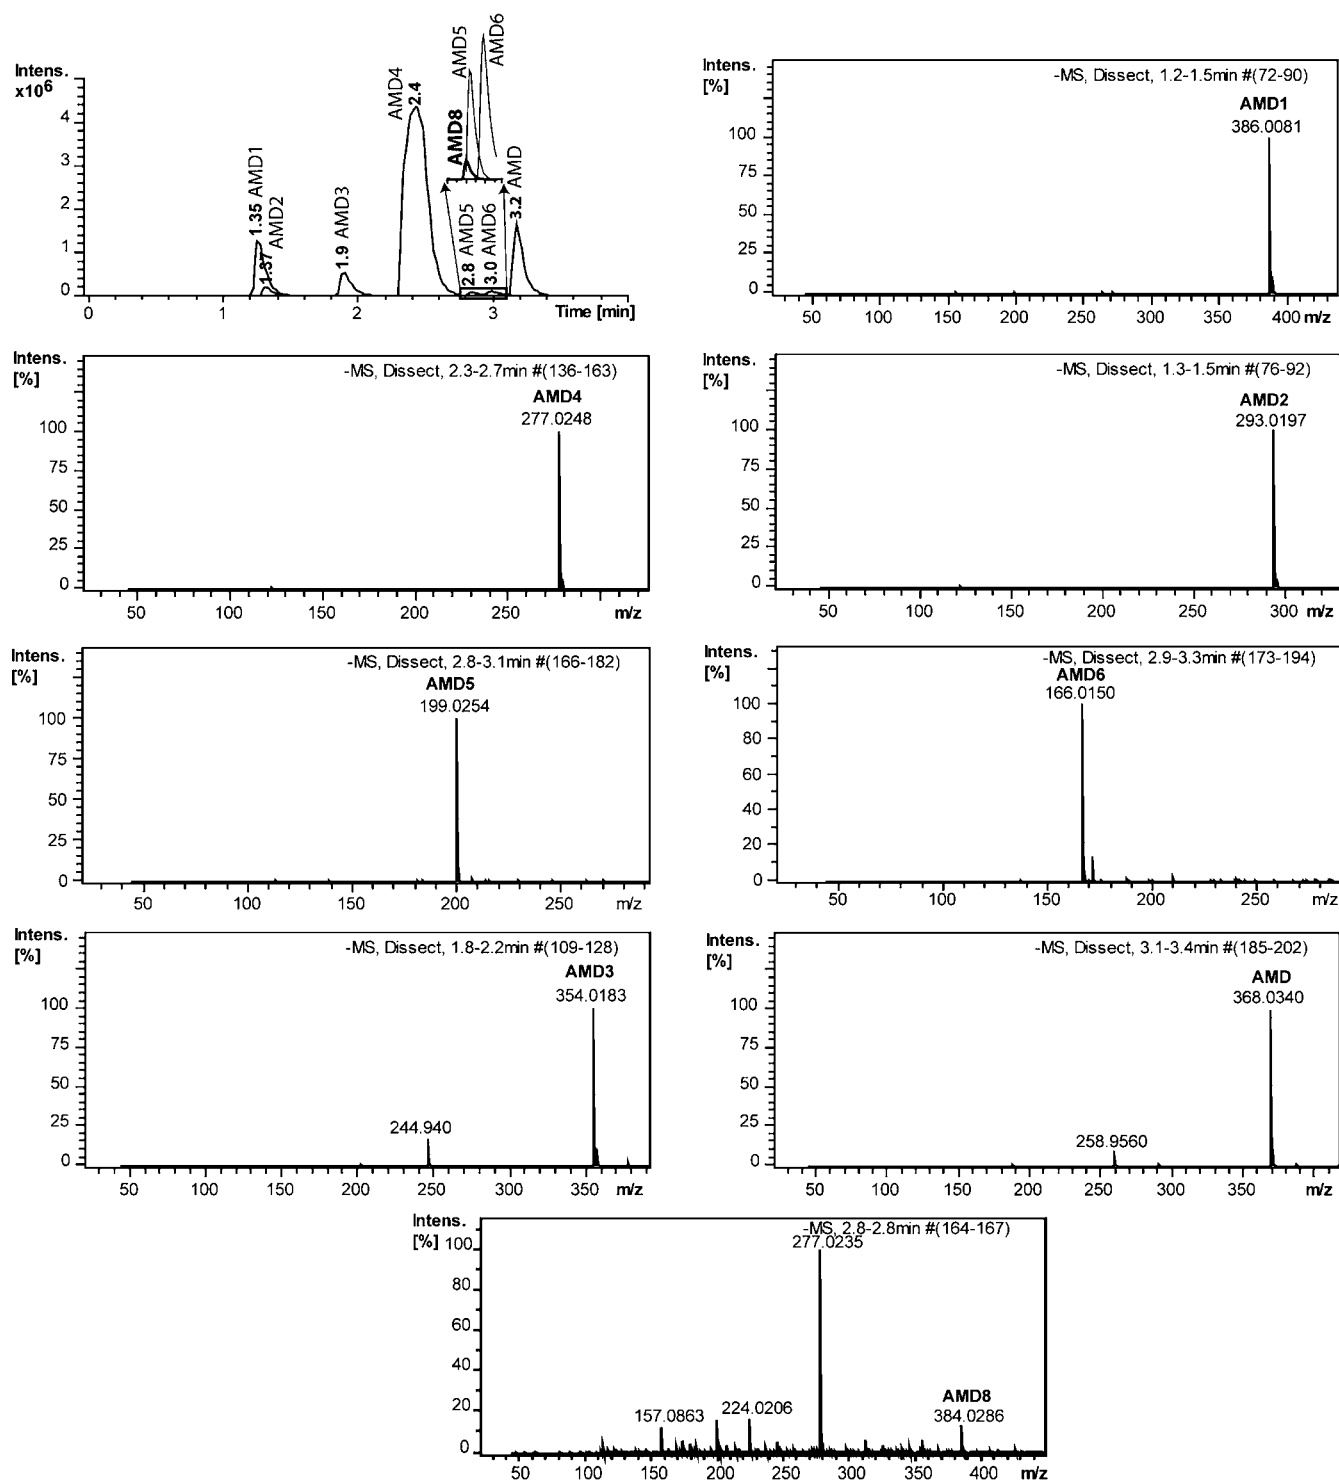 Intens.
x10⁶
4
3
2
1
0
1.35 AMD1
1.37
AMD2
1.9 AMD3
AMD4
2.4
AMD8
AMD5
AMD6
2.8 AMD5
3.0 AMD6
3.2 AMD
0 1 2 3 Time [min]
Intens.
[%]
-MS, Dissect, 1.2-1.5min #(72-90)
AMD1
386.0081
100
75
50
25
0
50 100 150 200 250 300 350 400 m/z
Intens.
[%]
-MS, Dissect, 2.3-2.7min #(136-163)
AMD4
277.0248
100
75
50
25
0
50 100 150 200 250 m/z
Intens.
[%]
-MS, Dissect, 1.3-1.5min #(76-92)
AMD2
293.0197
100
75
50
25
0
50 100 150 200 250 300 m/z
Intens.
[%]
-MS, Dissect, 2.8-3.1min #(166-182)
AMD5
199.0254
100
75
50
25
0
50 100 150 200 250 m/z
Intens.
[%]
-MS, Dissect, 2.9-3.3min #(173-194)
AMD6
166.0150
100
80
60
40
20
0
50 100 150 200 250 m/z
Intens.
[%]
-MS, Dissect, 1.8-2.2min #(109-128)
AMD3
354.0183
100
75
50
25
0
244.940
50 100 150 200 250 300 350 m/z
Intens.
[%]
-MS, Dissect, 3.1-3.4min #(185-202)
AMD
368.0340
100
75
50
25
0
258.9560
50 100 150 200 250 300 350 m/z
Intens.
[%]
-MS, 2.8-2.8min #(164-167)
277.0235
100
80
60
40
20
0
157.0863
224.0206
AMD8
384.0286
50 100 150 200 250 300 350 400 m/z